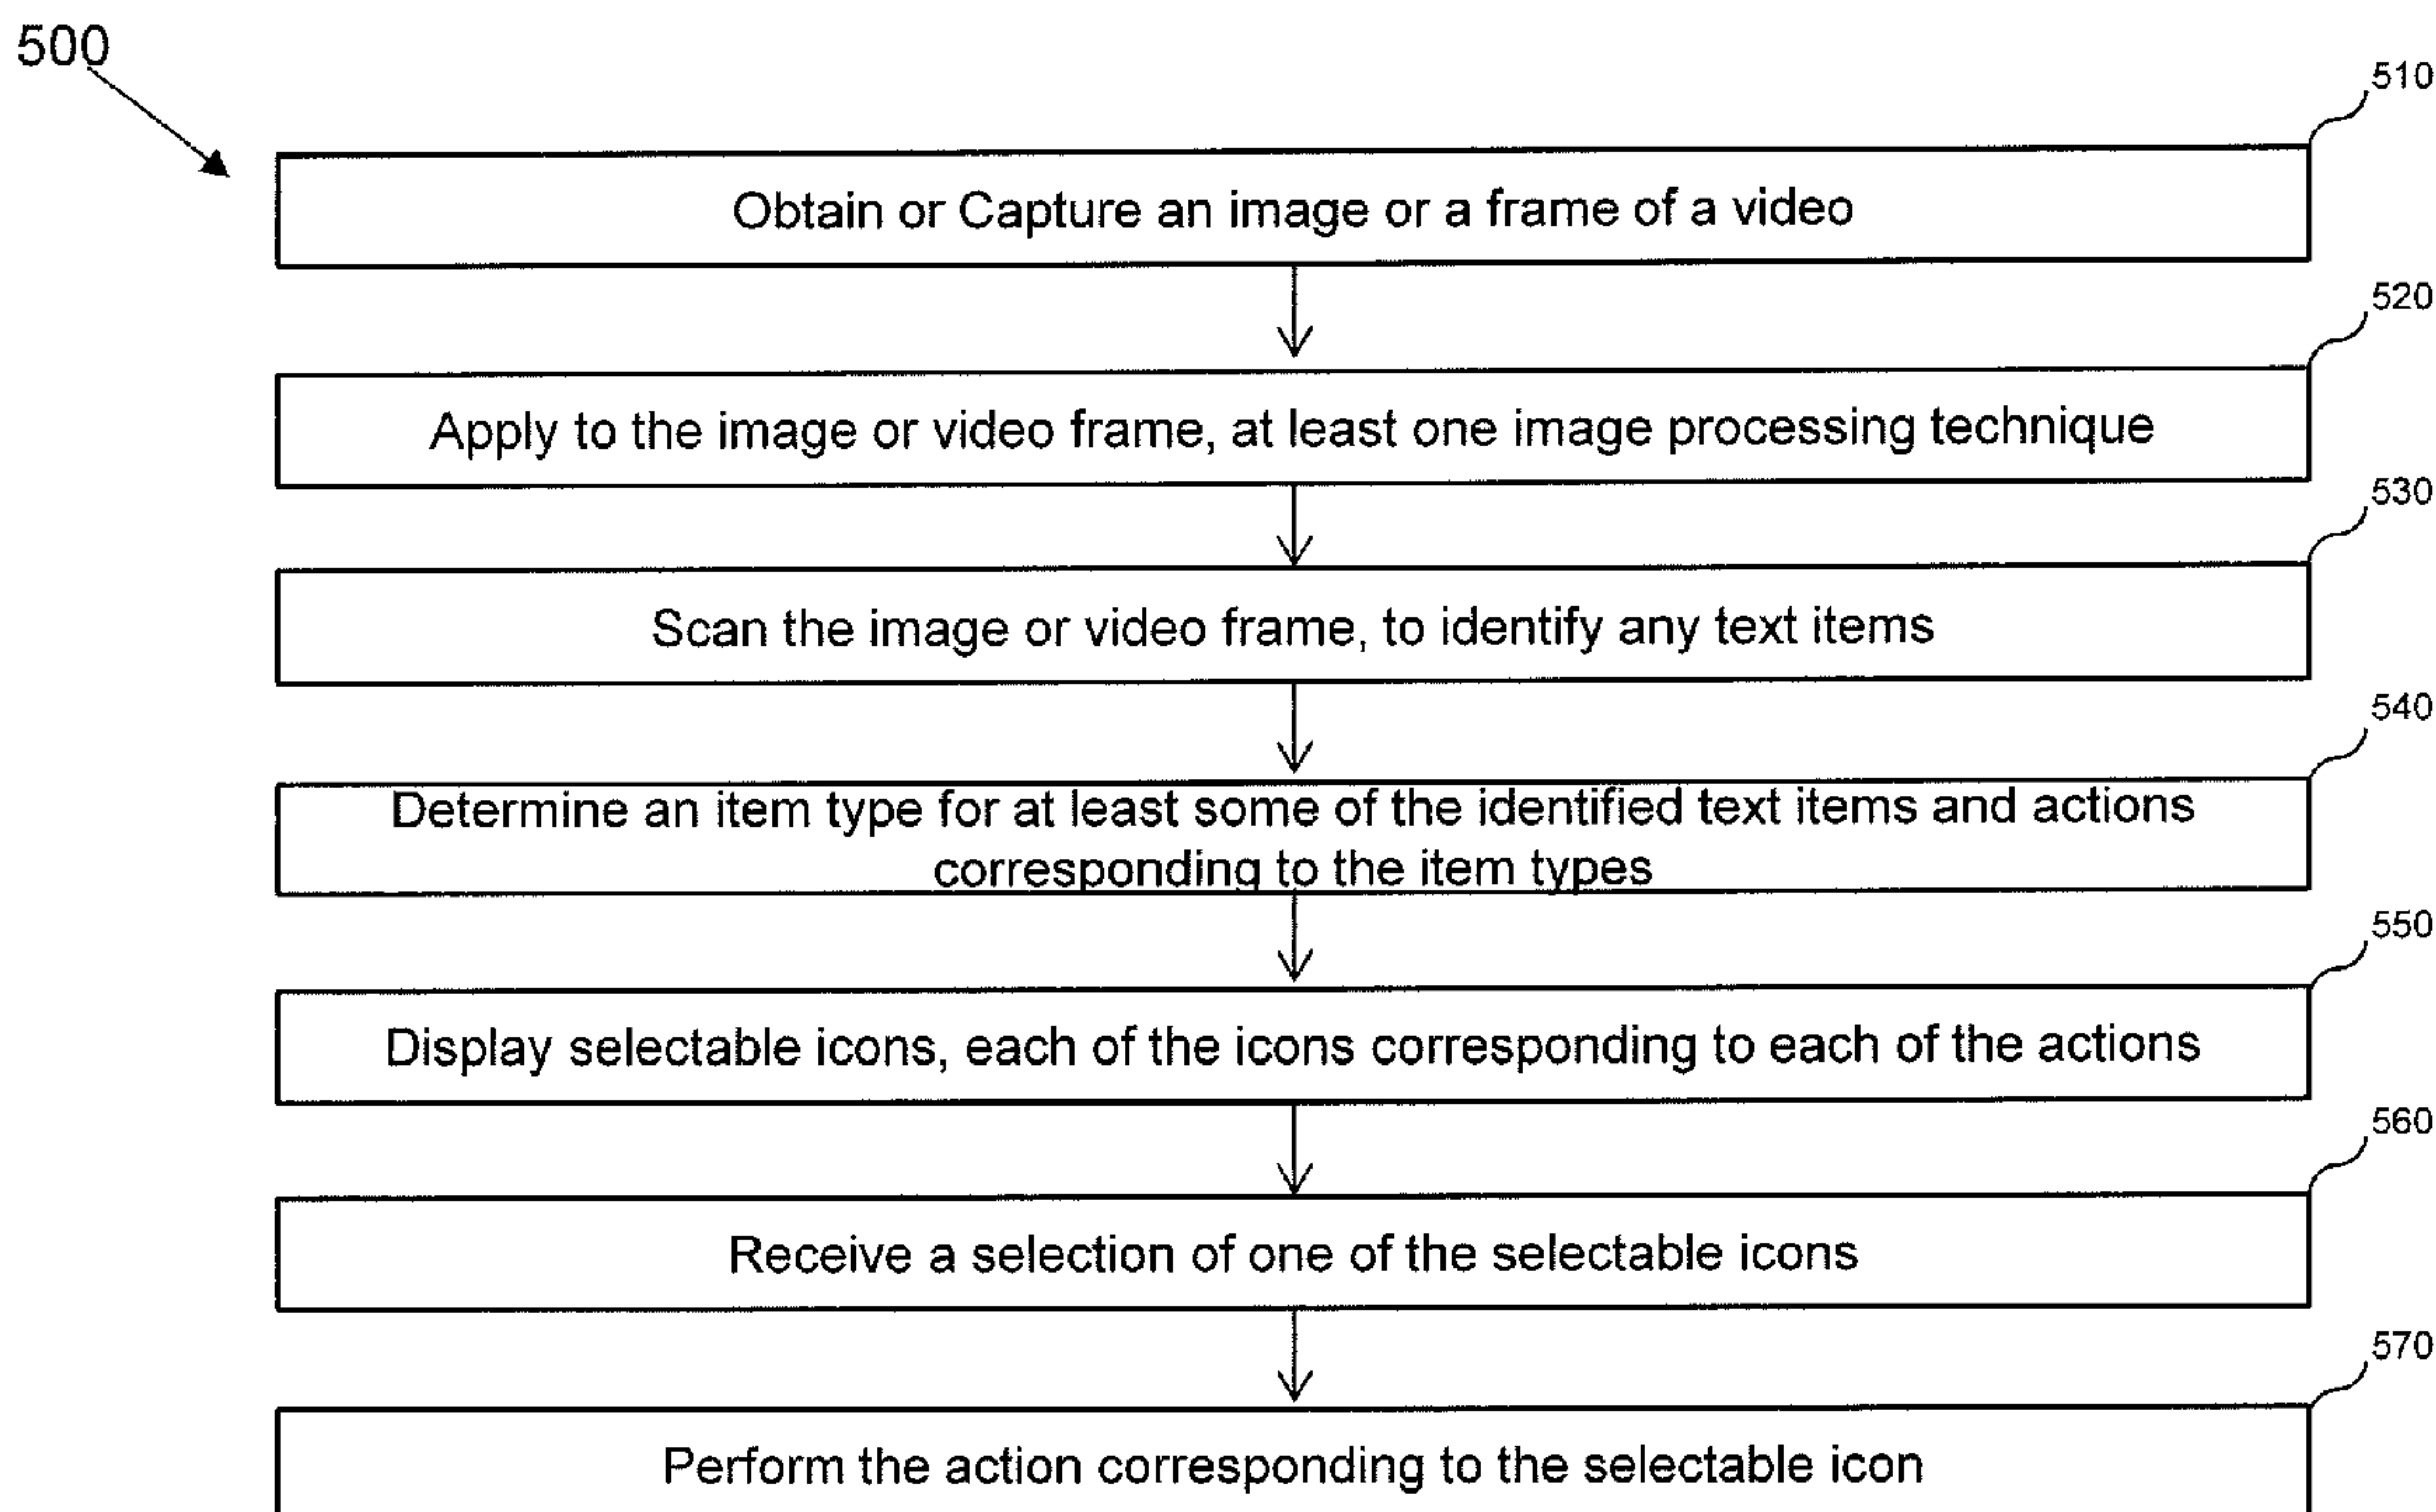 500
510
Obtain or Capture an image or a frame of a video
520
Apply to the image or video frame, at least one image processing technique
530
Scan the image or video frame, to identify any text items
540
Determine an item type for at least some of the identified text items and actions
corresponding to the item types
550
Display selectable icons, each of the icons corresponding to each of the actions
560
Receive a selection of one of the selectable icons
570
Perform the action corresponding to the selectable icon